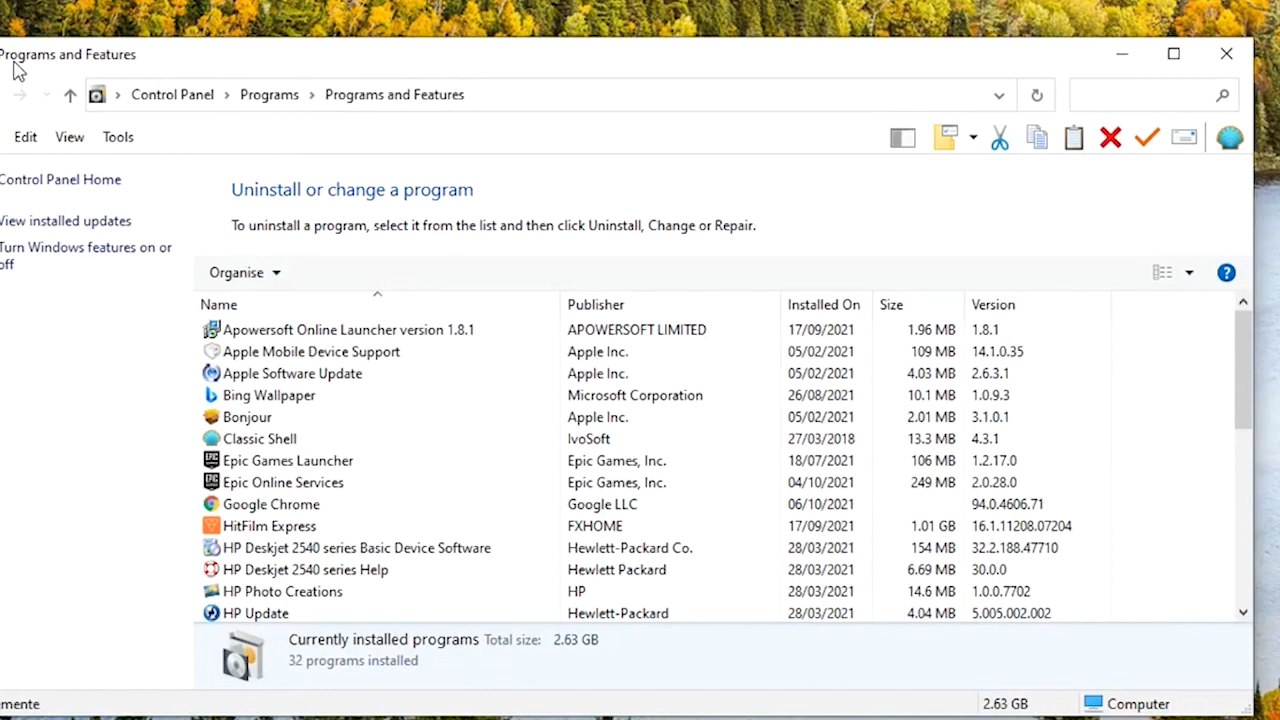 Programs and Features
Control Panel > Programs > Programs and Features
Edit View Tools
Control Panel Home
View installed updates
Turn Windows features on or
off
Uninstall or change a program
To uninstall a program, select it from the list and then click Uninstall, Change or Repair.
Organise
Name Publisher Installed On Size Version
Apowersoft Online Launcher version 1.8.1 APOWERSOFT LIMITED 17/09/2021 1.96 MB 1.8.1
Apple Mobile Device Support Apple Inc. 05/02/2021 109 MB 14.1.0.35
Apple Software Update Apple Inc. 05/02/2021 4.03 MB 2.6.3.1
Bing Wallpaper Microsoft Corporation 26/08/2021 10.1 MB 1.0.9.3
Bonjour Apple Inc. 05/02/2021 2.01 MB 3.1.0.1
Classic Shell IvoSoft 27/03/2018 13.3 MB 4.3.1
EPIC Epic Games Launcher Epic Games, Inc. 18/07/2021 106 MB 1.2.17.0
EPIC Epic Online Services Epic Games, Inc. 04/10/2021 249 MB 2.0.28.0
Google Chrome Google LLC 06/10/2021 94.0.4606.71
HitFilm Express FXHOME 17/09/2021 1.01 GB 16.1.11208.07204
HP Deskjet 2540 series Basic Device Software Hewlett-Packard Co. 28/03/2021 154 MB 32.2.188.47710
HP Deskjet 2540 series Help Hewlett Packard 28/03/2021 6.69 MB 30.0.0
HP Photo Creations HP 28/03/2021 14.6 MB 1.0.0.7702
HP Update Hewlett-Packard 28/03/2021 4.04 MB 5.005.002.002
Currently installed programs Total size: 2.63 GB
32 programs installed
emente 2.63 GB Computer